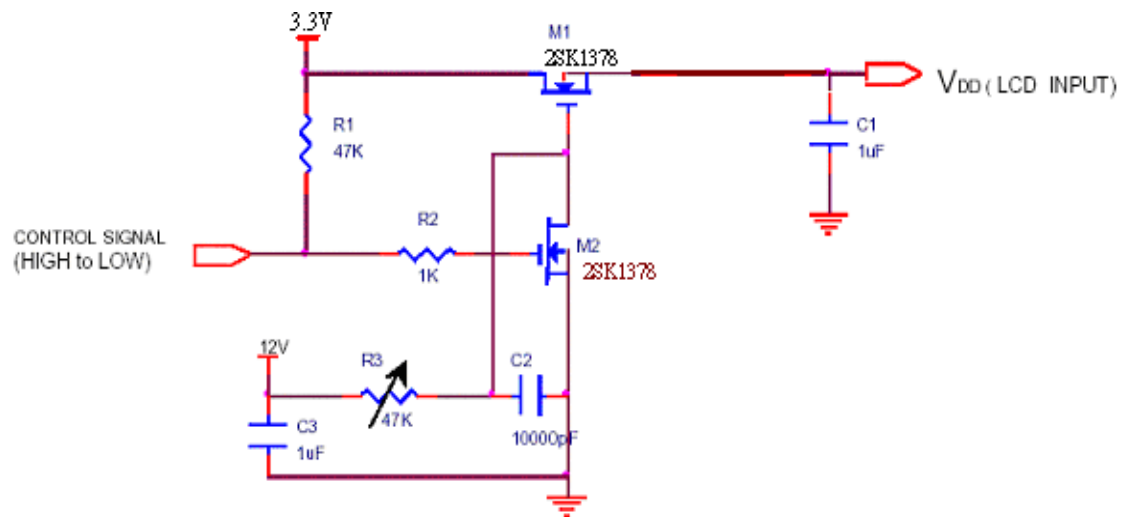 3.3V
M1
2SK1378
VDD ( LCD INPUT)
R1
47K
C1
1uF
R2
1K
CONTROL SIGNAL
(HIGH to LOW)
M2
2SK1378
12V
R3
47K
C2
10000pF
C3
1uF